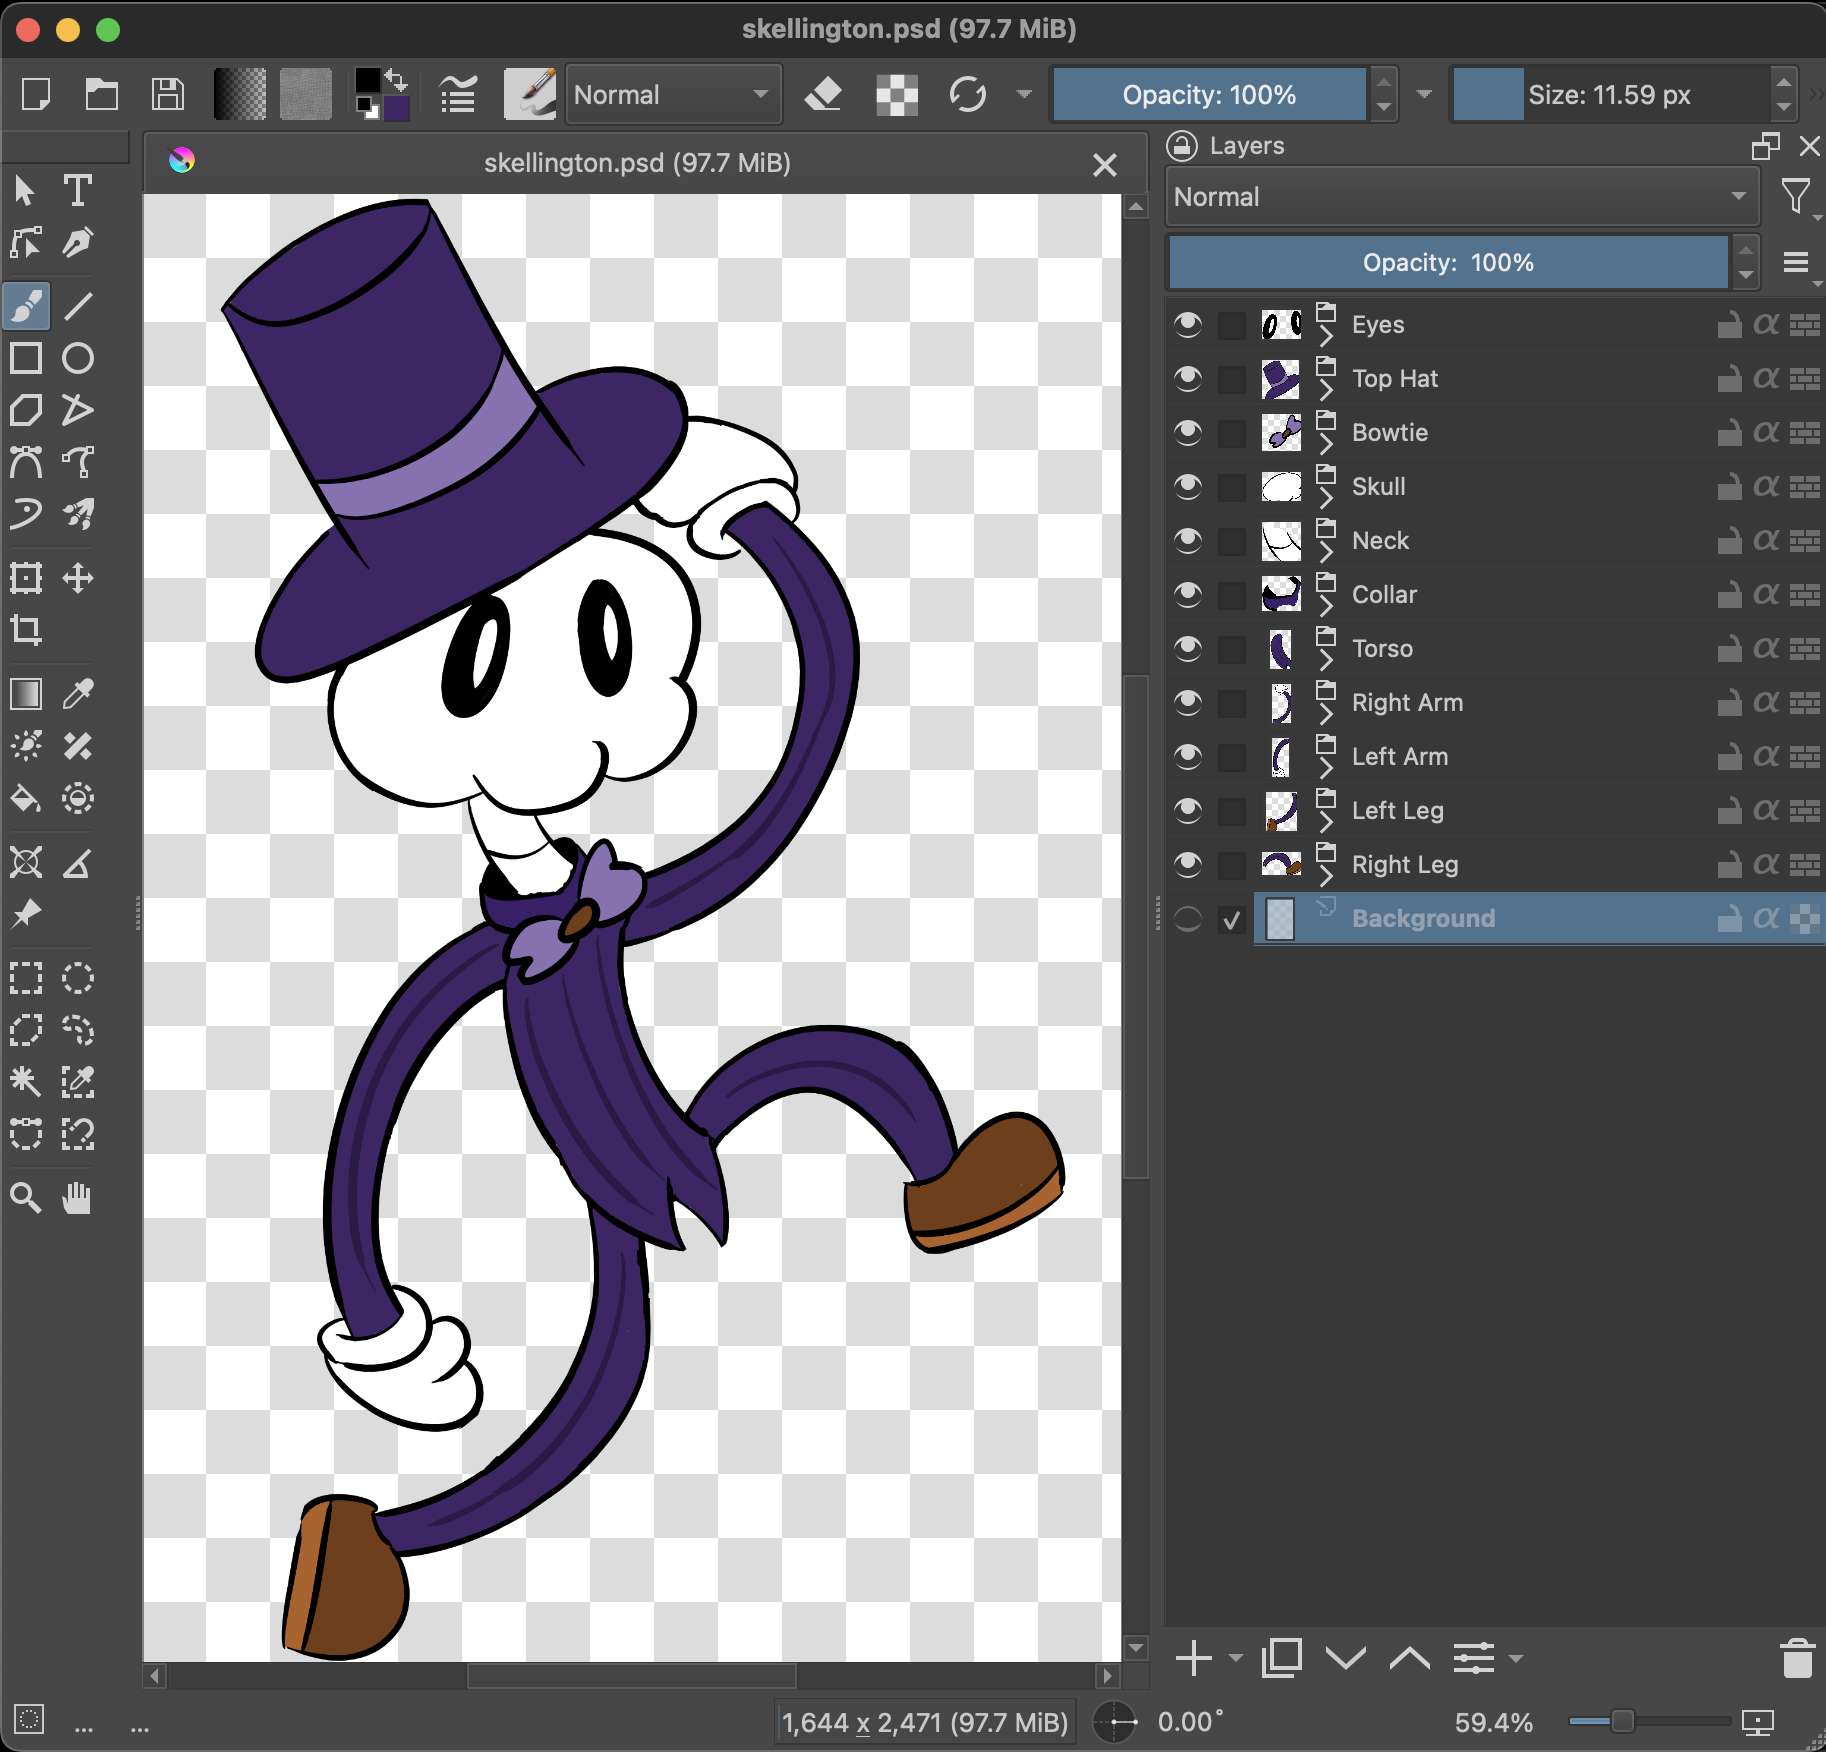 skellington.psd (97.7 MiB)
Normal
Opacity: 100%
Size: 11.59 px
skellington.psd (97.7 MiB)
Layers
Normal
Opacity: 100%
Eyes
Top Hat
Bowtie
Skull
Neck
Collar
Torso
Right Arm
Left Arm
Left Leg
Right Leg
Background
... ...
1,644 x 2,471 (97.7 MiB)
0.00°
59.4%